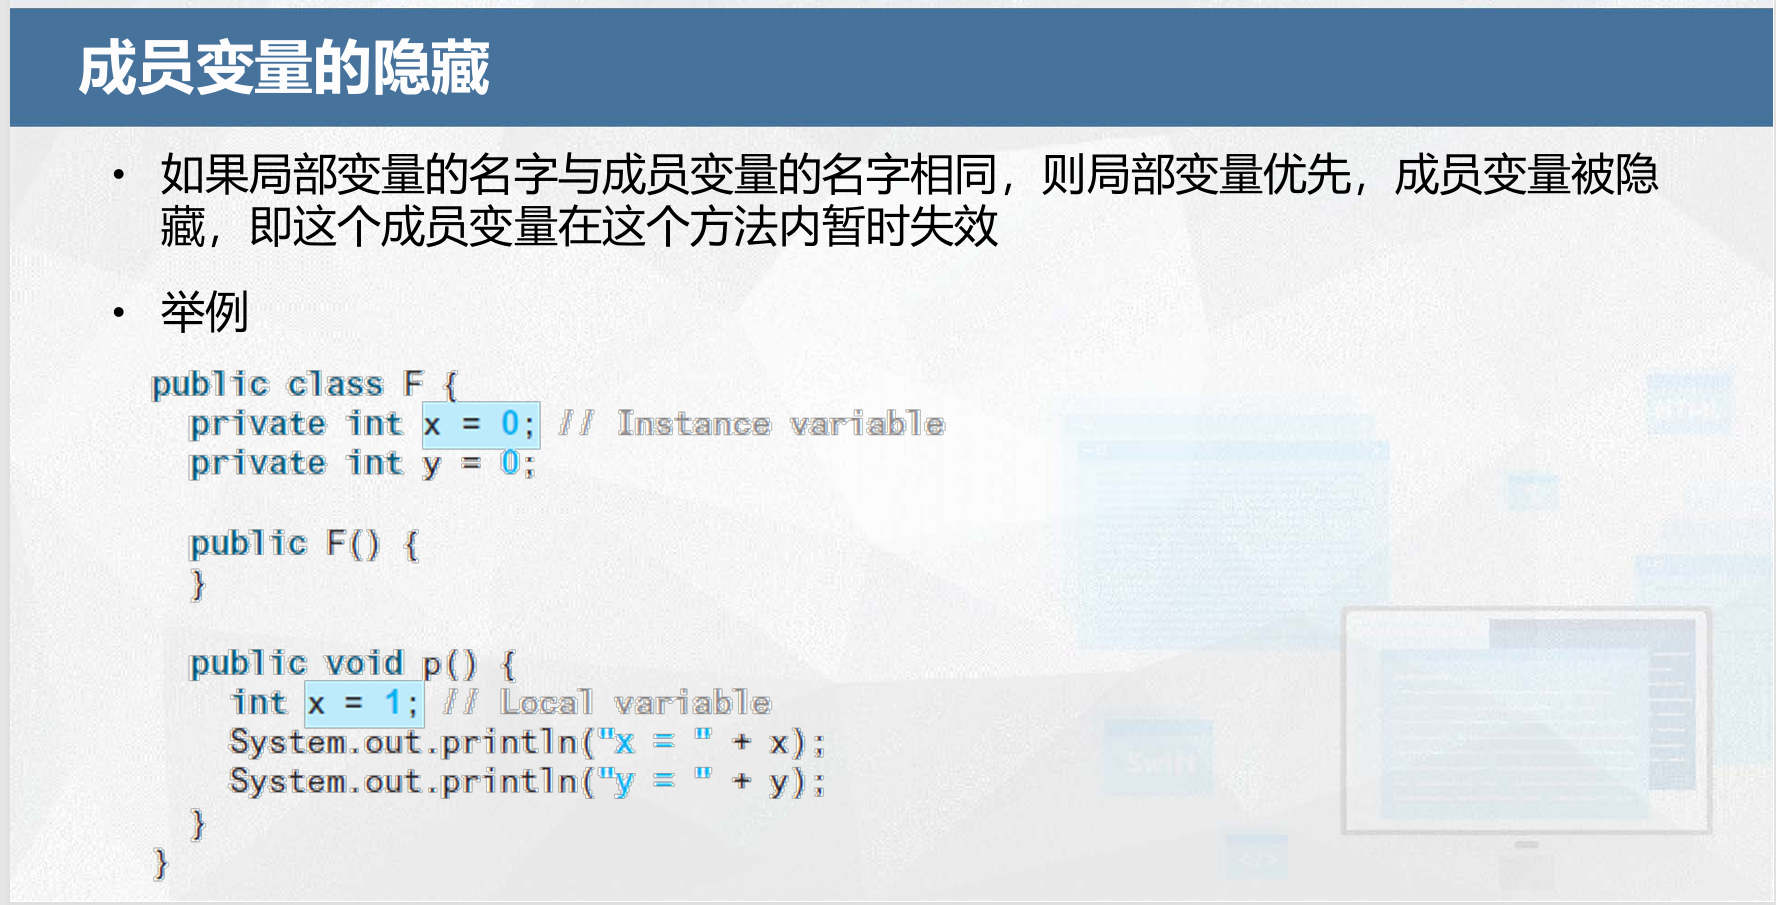 成员变量的隐藏
• 如果局部变量的名字与成员变量的名字相同，则局部变量优先，成员变量被隐
藏，即这个成员变量在这个方法内暂时失效
• 举例
public class F {
private int x = 0; // Instance variable
private int y = 0;
public F() {
}
public void p() {
int x = 1; // Local variable
System.out.println("x = " + x);
System.out.println("y = " + y);
}
}
Swift
</>